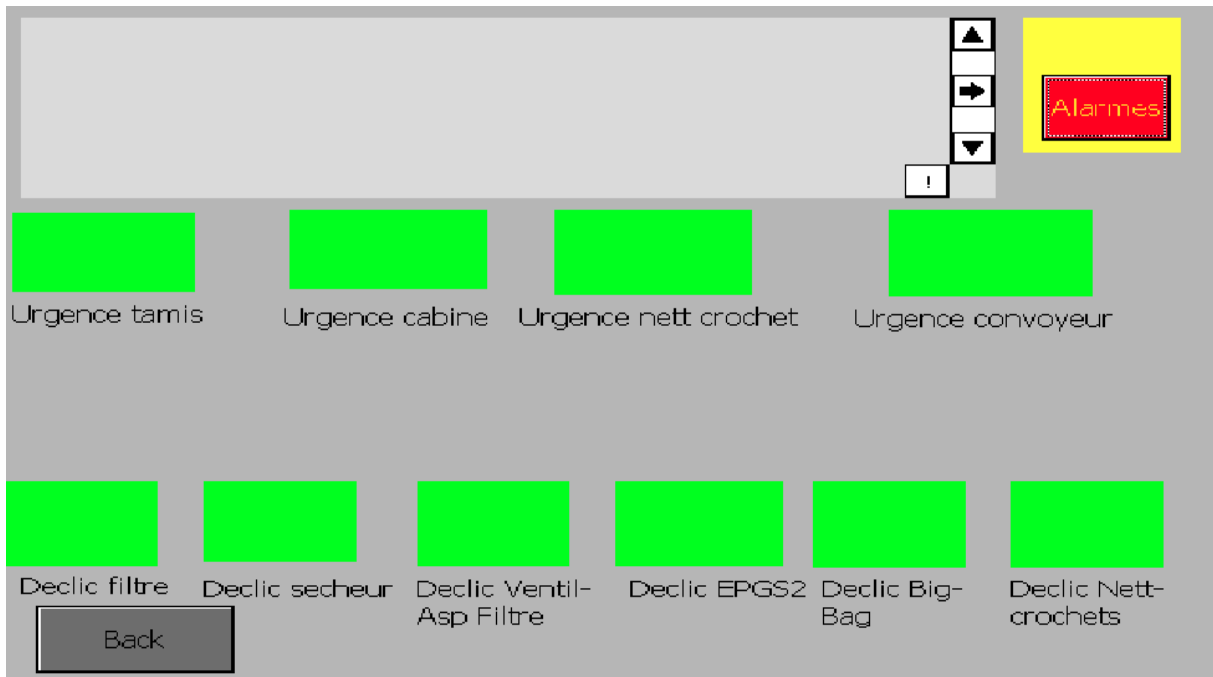 Alarmes
!
Urgence tamis
Urgence cabine
Urgence nett crochet
Urgence convoyeur
Declic filtre
Declic secheur
Declic Ventil-
Asp Filtre
Declic EPGS2
Declic Big-
Bag
Declic Nett-
crochets
Back